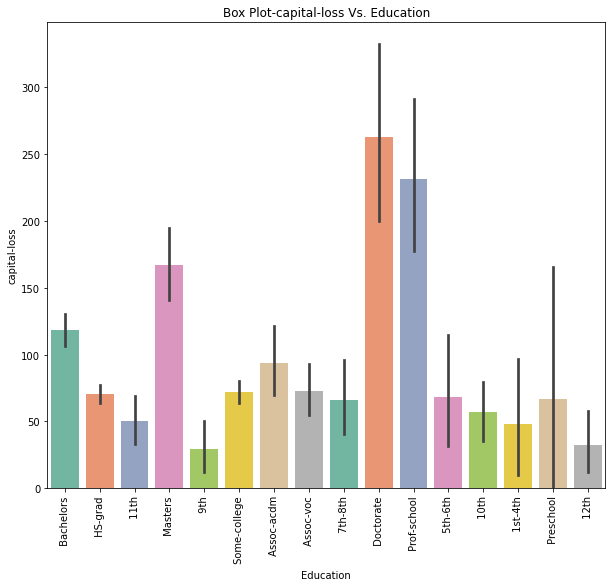 Box Plot-capital-loss Vs. Education
300
250
200
150
100
50
0
capital-loss
Bachelors
HS-grad
11th
Masters
9th
Some-college
Assoc-acdm
Assoc-voc
7th-8th
Doctorate
Prof-school
5th-6th
10th
1st-4th
Preschool
12th
Education